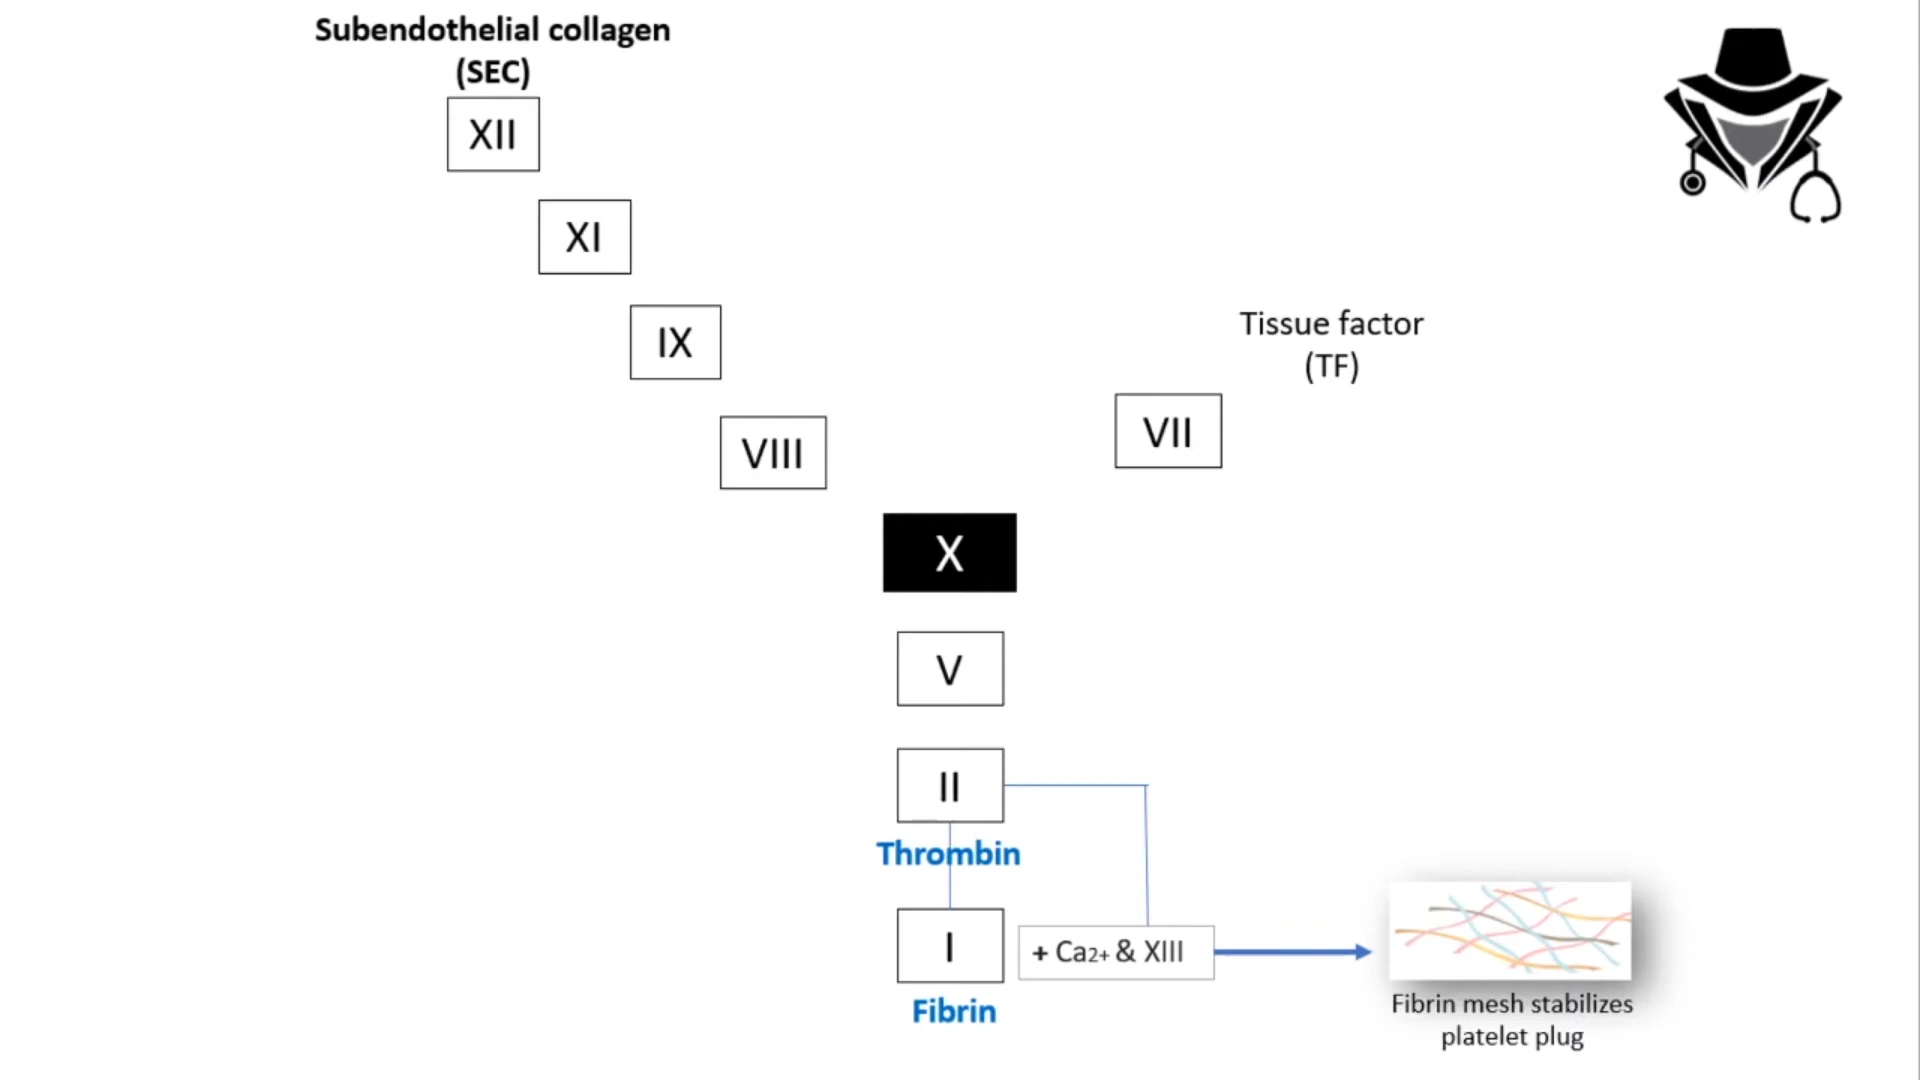 Subendothelial collagen
(SEC)
XII
XI
IX
VIII
Tissue factor
(TF)
VII
X
V
II
Thrombin
I
+ Ca2+ & XIII
Fibrin
Fibrin mesh stabilizes
platelet plug